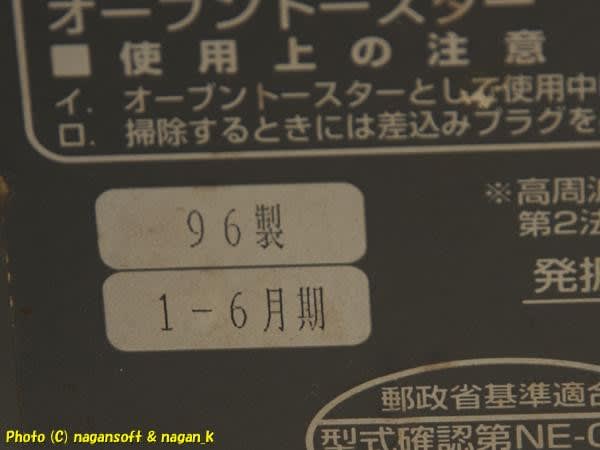 オーブントースター
■ 使用上の注意
イ. オーブントースターとして使用中
ロ. 掃除するときには差込みプラグを
※高周
第2
96製
1-6月期
発振
郵政省基準適合
型式確認第NE-
Photo (C) nagansoft & nagan_k